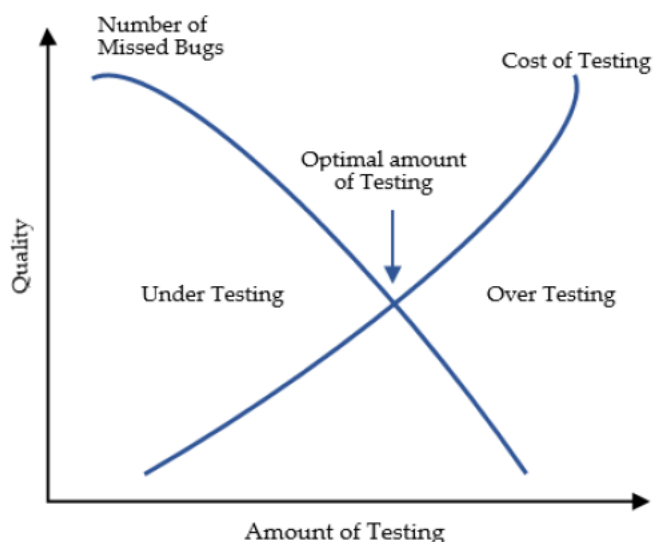 Number of
Missed Bugs
Cost of Testing
Optimal amount
of Testing
Quality
Under Testing
Over Testing
Amount of Testing